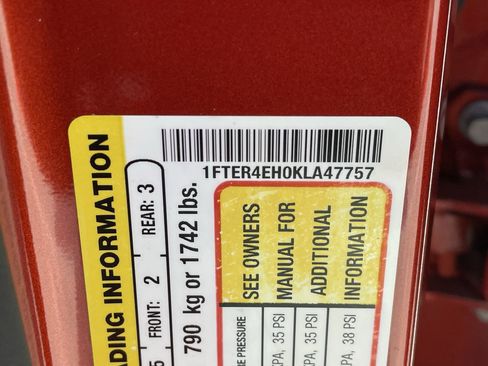 1FTER4EH0KLA47757
ADING INFORMATION
FRONT: 2 REAR: 3
790 kg or 1742 lbs.
SEE OWNERS
MANUAL FOR
ADDITIONAL
INFORMATION
RE PRESSURE
KPA, 35 PSI
KPA, 35 PSI
KPA, 38 PSI